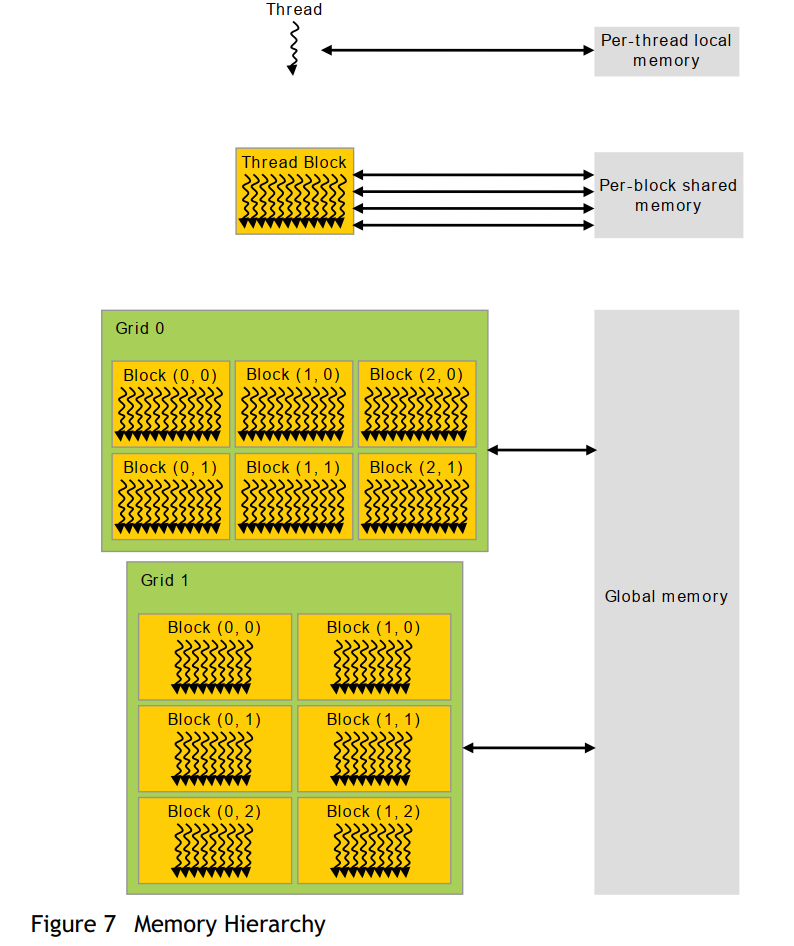 Thread
Per-thread local
memory
Thread Block
Per-block shared
memory
Grid 0
Block (0, 0)
Block (1, 0)
Block (2, 0)
Block (0, 1)
Block (1, 1)
Block (2, 1)
Grid 1
Block (0, 0)
Block (1, 0)
Block (0, 1)
Block (1, 1)
Block (0, 2)
Block (1, 2)
Global memory
Figure 7 Memory Hierarchy